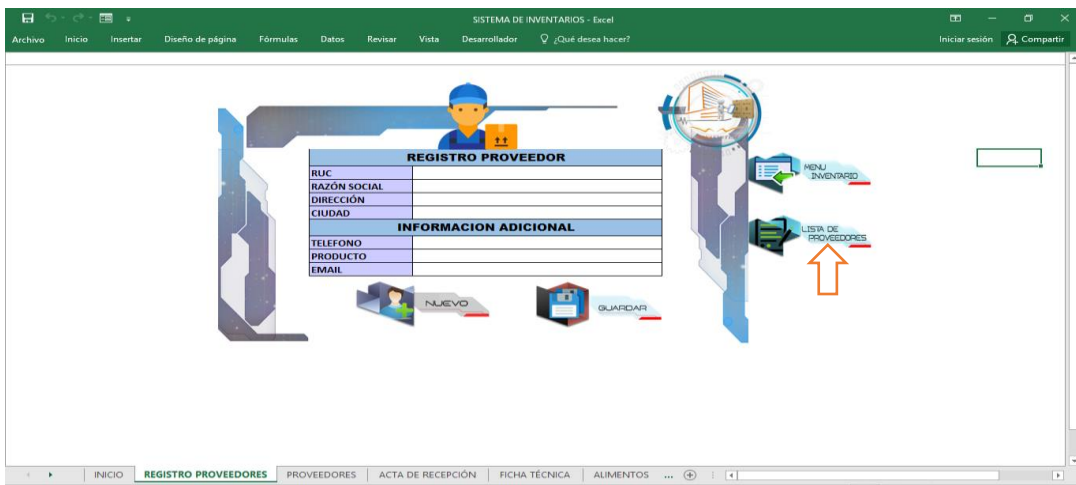 SISTEMA DE INVENTARIOS - Excel
Archivo Inicio Insertar Diseño de página Fórmulas Datos Revisar Vista Desarrollador ¿Qué desea hacer? Iniciar sesión Compartir
REGISTRO PROVEEDOR
RUC
RAZÓN SOCIAL
DIRECCIÓN
CIUDAD
INFORMACION ADICIONAL
TELEFONO
PRODUCTO
EMAIL
MENU
INVENTARIO
LISTA DE
PROVEEDORES
NUEVO
GUARDAR
INICIO REGISTRO PROVEEDORES PROVEEDORES ACTA DE RECEPCIÓN FICHA TÉCNICA ALIMENTOS ...